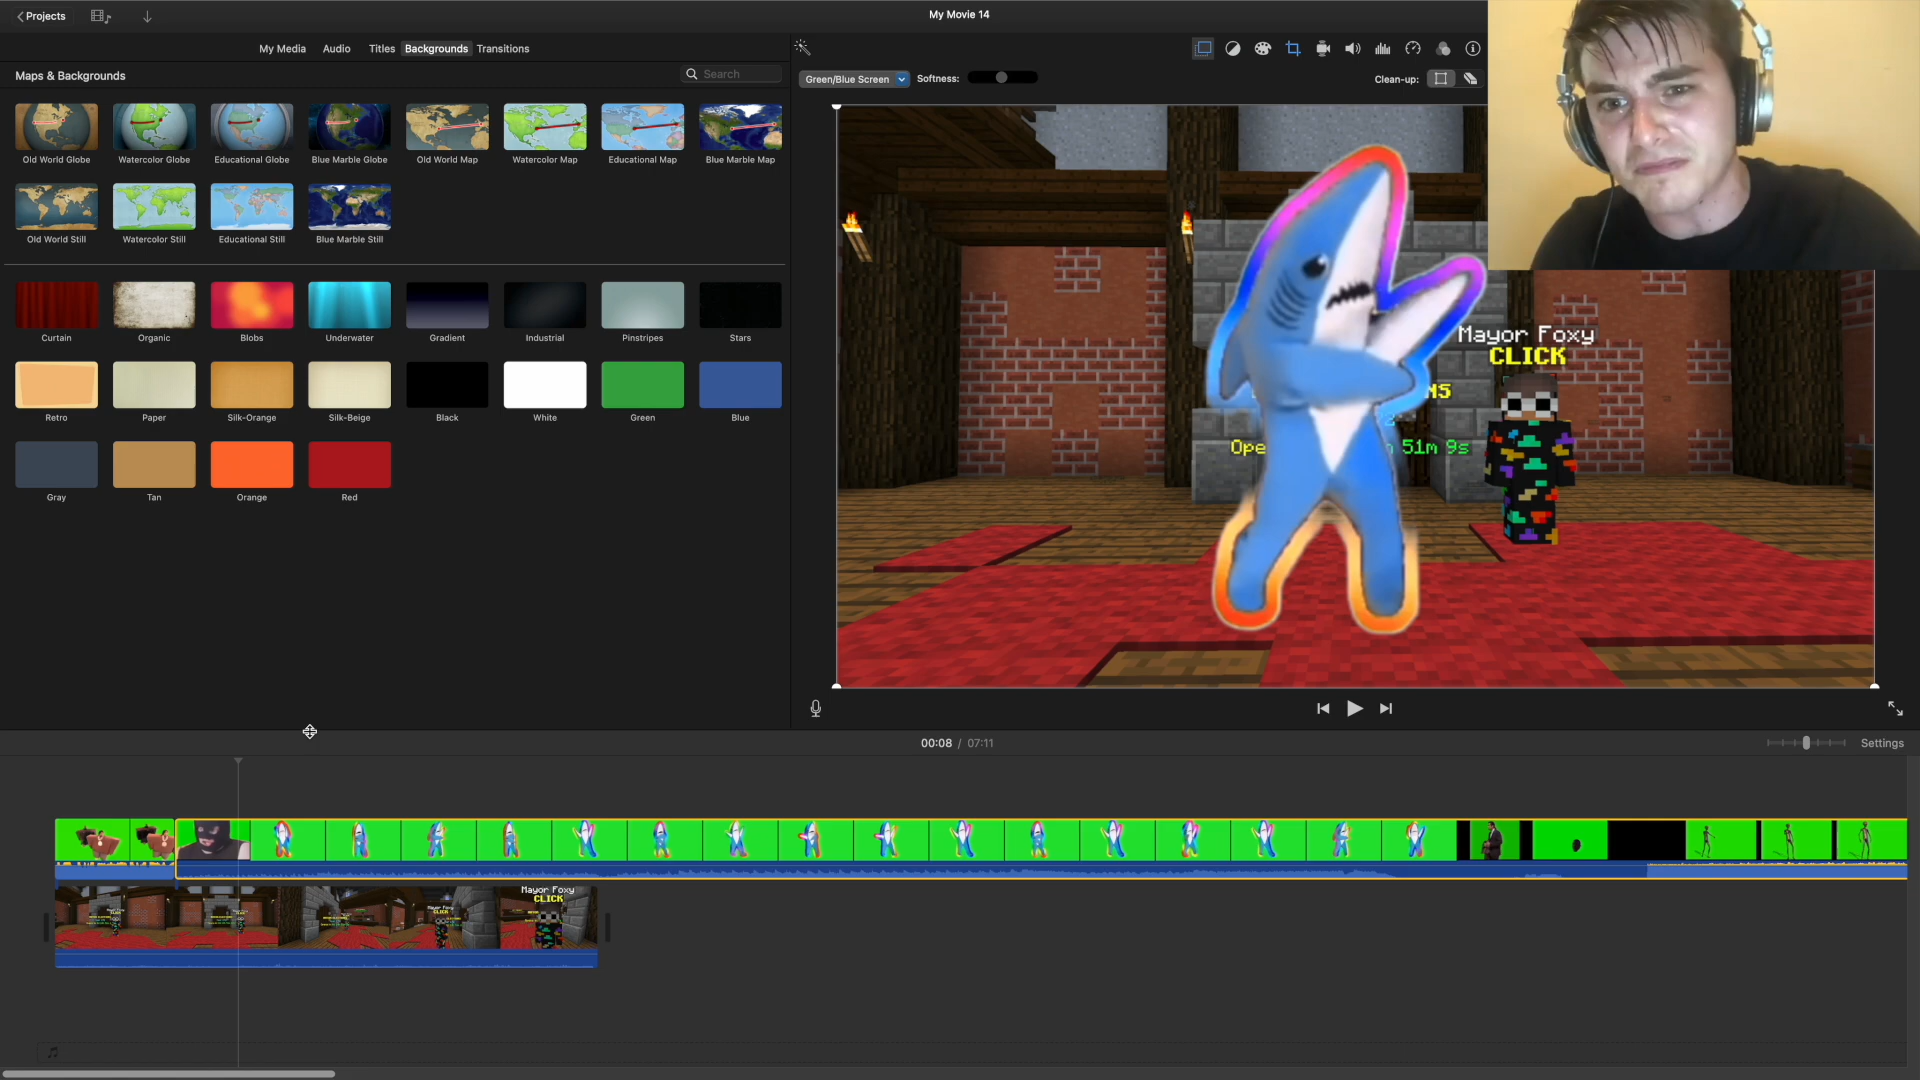 Projects
My Movie 14
My Media Audio Titles Backgrounds Transitions
Maps & Backgrounds
Search
Green/Blue Screen
Softness:
Clean-up:
Old World Globe
Watercolor Globe
Educational Globe
Blue Marble Globe
Old World Map
Watercolor Map
Educational Map
Blue Marble Map
Old World Still
Watercolor Still
Educational Still
Blue Marble Still
Curtain
Organic
Blobs
Underwater
Gradient
Industrial
Pinstripes
Stars
Retro
Paper
Silk-Orange
Silk-Beige
Black
White
Green
Blue
Gray
Tan
Orange
Red
Mayor Foxy
CLICK
NS
2
Ope
51m 9s
00:08 / 07:11
Settings
Mayor Foxy
CLICK